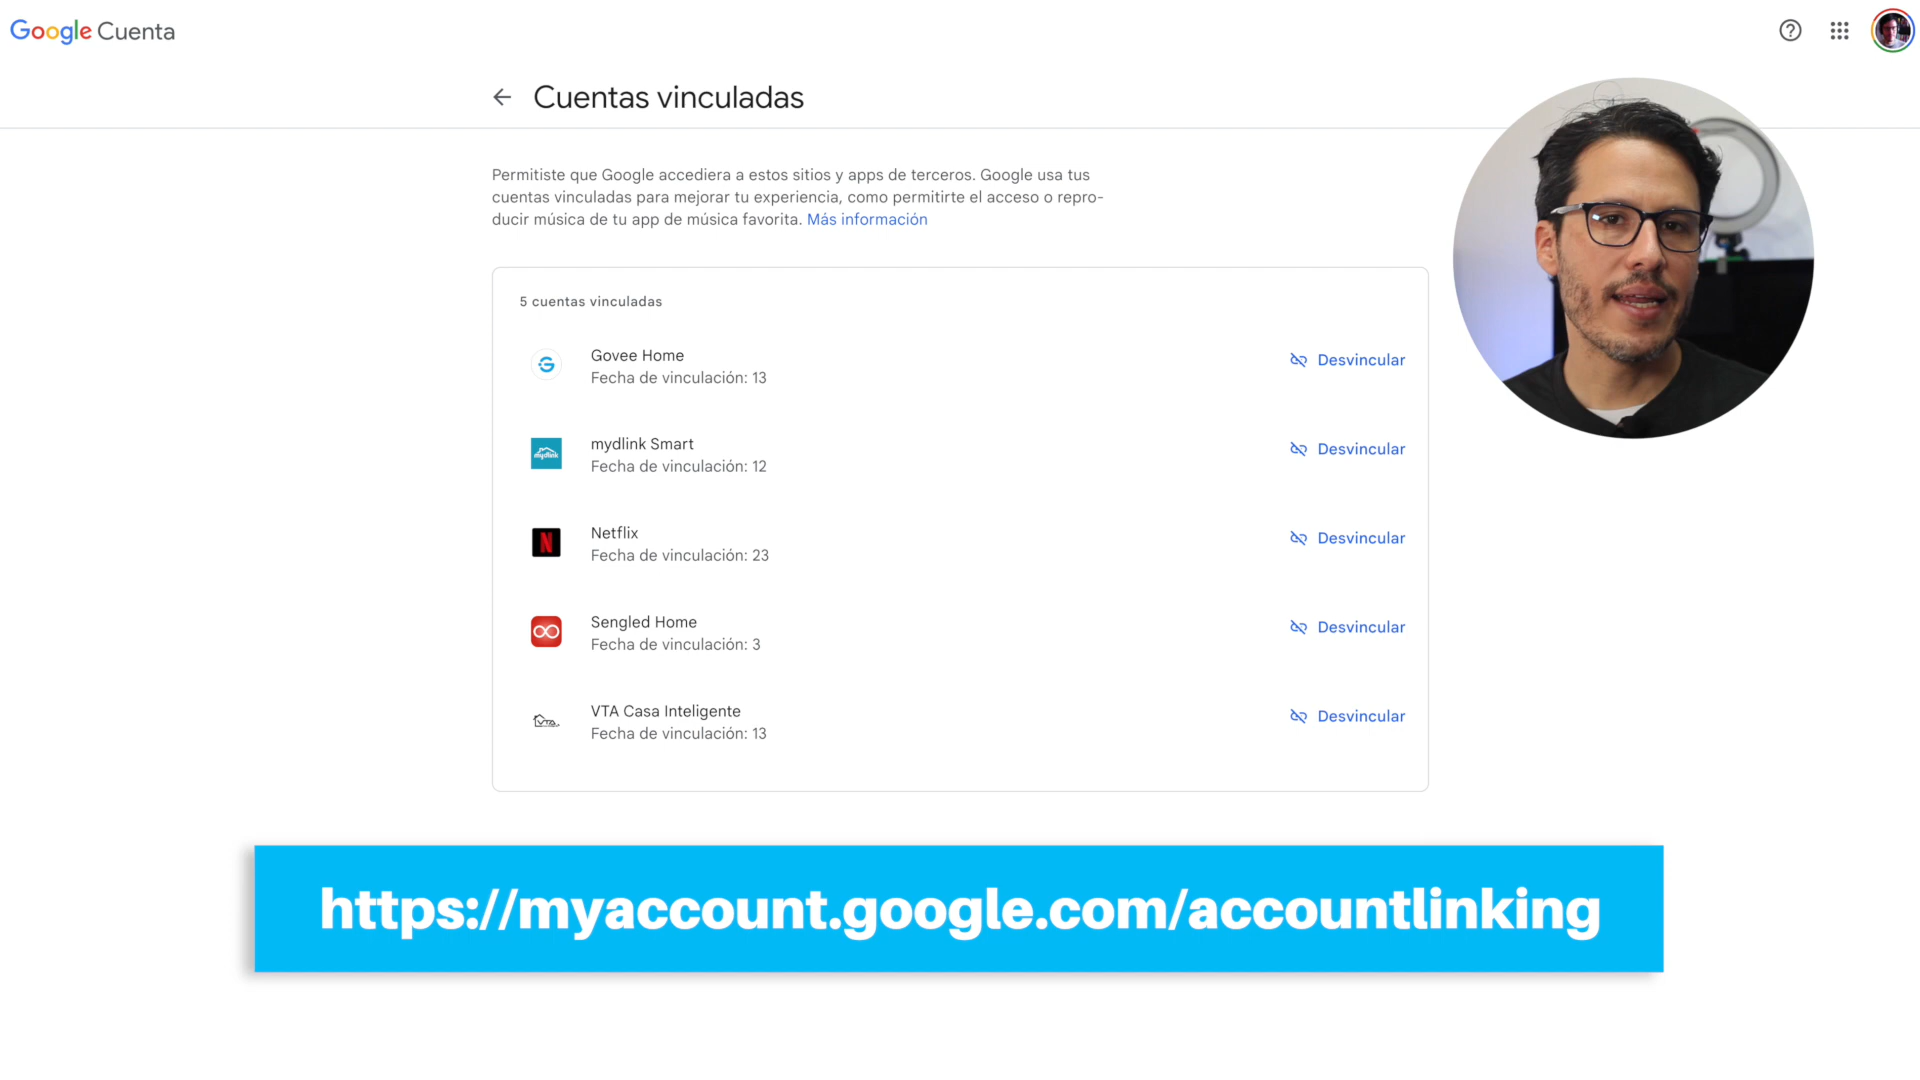 Google Cuenta
Cuentas vinculadas
Permitiste que Google accediera a estos sitios y apps de terceros. Google usa tus
cuentas vinculadas para mejorar tu experiencia, como permitirte el acceso o repro-
ducir música de tu app de música favorita. Más información
5 cuentas vinculadas
Govee Home
Fecha de vinculación: 13
Desvincular
mydlink
mydlink Smart
Fecha de vinculación: 12
Desvincular
N
Netflix
Fecha de vinculación: 23
Desvincular
Sengled Home
Fecha de vinculación: 3
Desvincular
VTA
VTA Casa Inteligente
Fecha de vinculación: 13
Desvincular
https://myaccount.google.com/accountlinking